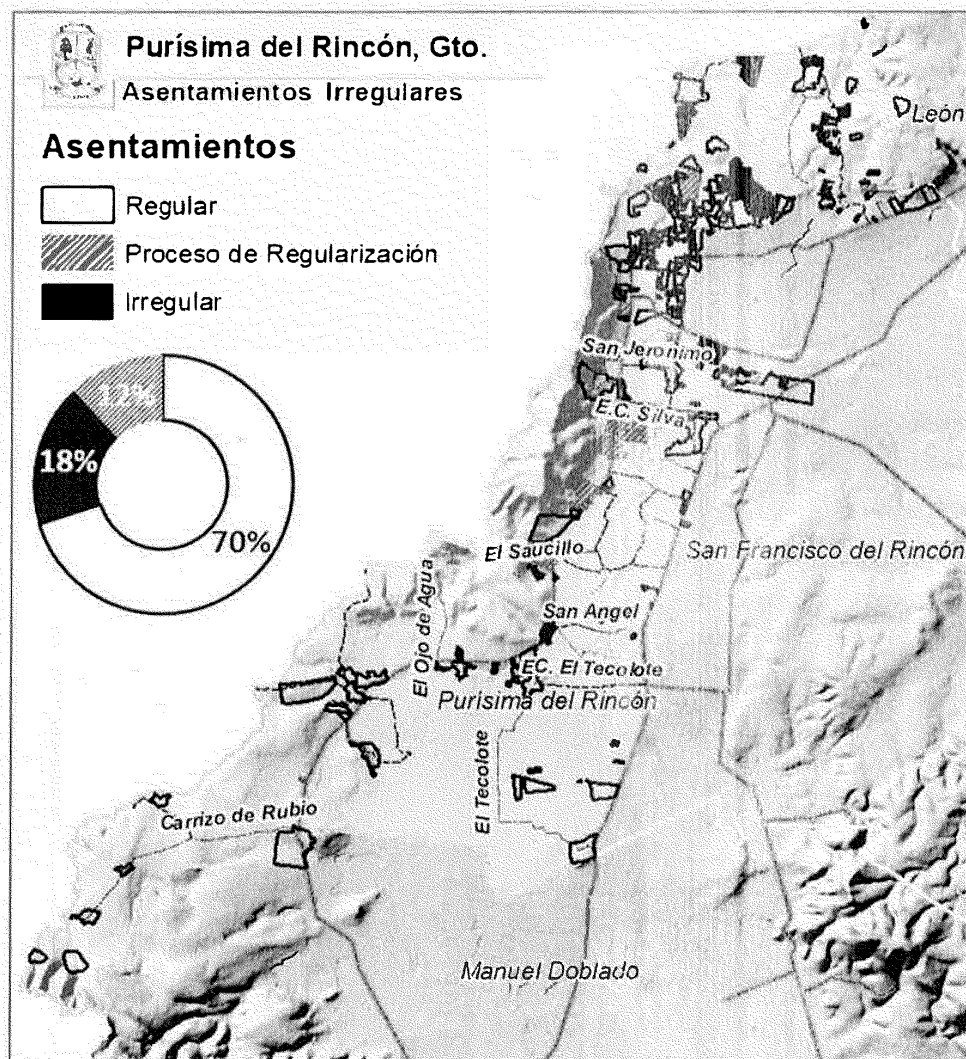 Purísima del Rincón, Gto.
Asentamientos Irregulares
Asentamientos
Regular
Proceso de Regularización
Irregular
12%
18%
70%
León
San Jeronimo
E.C. Silva
El Saucillo
San Francisco del Rincón
El Ojo de Agua
San Angel
EC. El Tecolote
Purísima del Rincón
El Tecolote
Carrizo de Rubio
Manuel Doblado